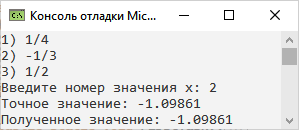 Консоль отладки Mic...
1) 1/4
2) -1/3
3) 1/2
Введите номер значения x: 2
Точное значение: -1.09861
Полученное значение: -1.09861